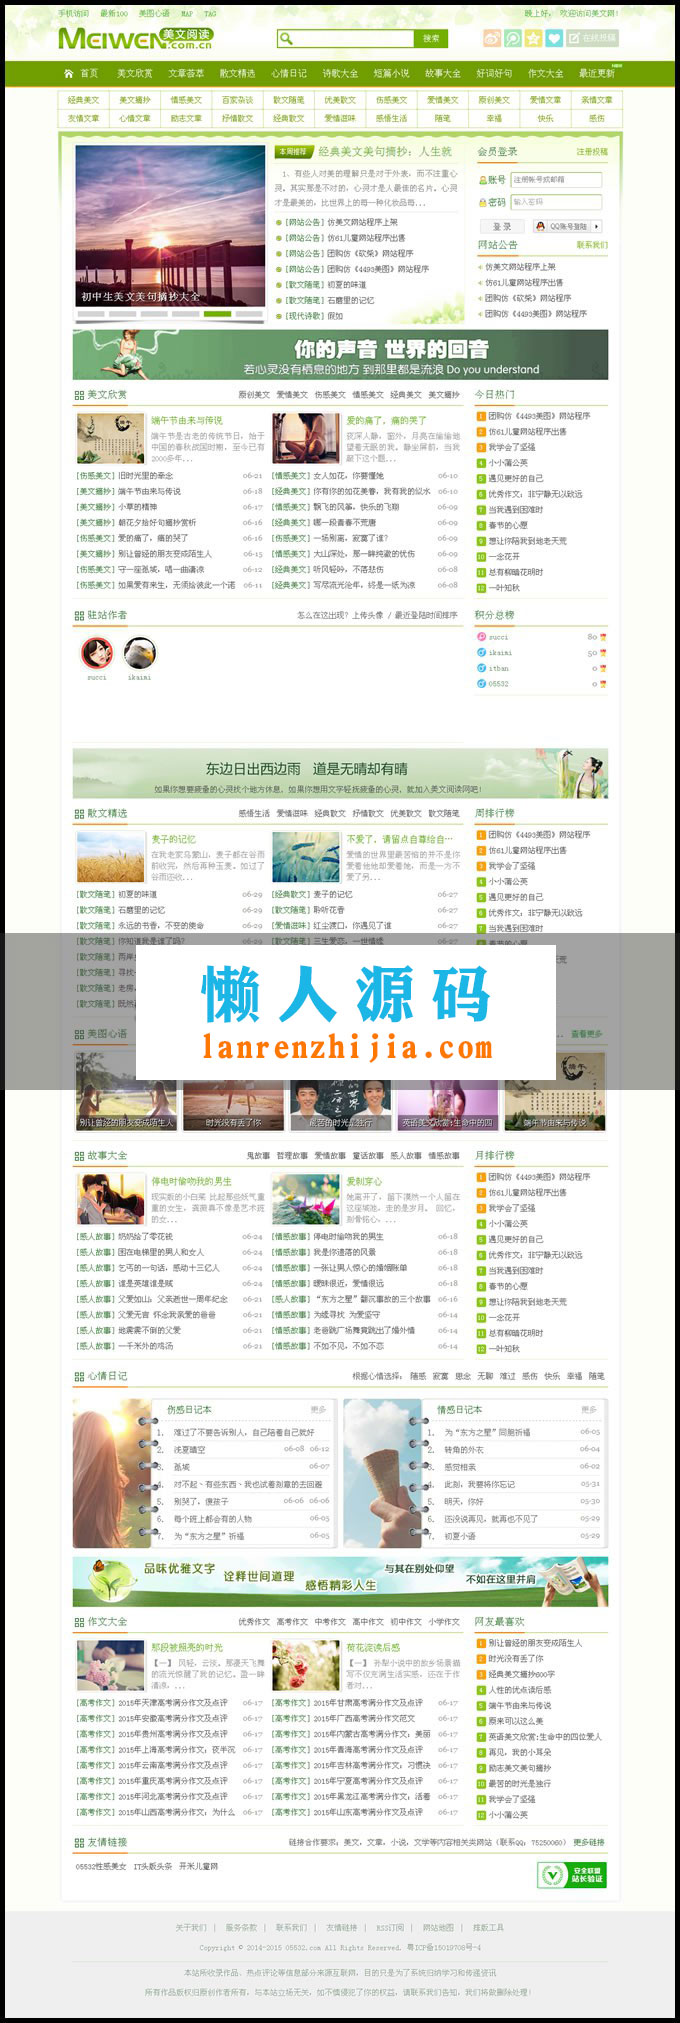 手机访问 最新100 美图心语 MAP TAG
晚上好， 欢迎访问美文网！
MEIWEN 美文阅读 .com.cn
搜索
在线投稿
首页 美文欣赏 文章荟萃 散文精选 心情日记 诗歌大全 短篇小说 故事大全 好词好句 作文大全 最近更新
经典美文 美文摘抄 情感美文 百家杂谈 散文随笔 优美散文 伤感美文 爱情美文 原创美文 爱情文章 亲情文章
友情文章 心情文章 励志文章 抒情散文 经典散文 爱情滋味 感悟生活 随笔 幸福 快乐 感伤
初中生美文美句摘抄大全
本周推荐 经典美文美句摘抄：人生就
1、有些人对美的理解只是对于外表，而不注重心
灵。其实那是不对的，心灵才是人最佳的名片。心灵
才是最美的，比世界上的每一种化妆品每...
[网站公告] 仿美文网站程序上架
[网站公告] 仿61儿童网站程序出售
[网站公告] 团购仿《砍柴》网站程序
[网站公告] 团购仿《4493美图》网站程序
[散文随笔] 初夏的味道
[散文随笔] 石磨里的记忆
[现代诗歌] 假如
会员登录 注册投稿
账号 注册帐号或邮箱
密码 输入密码
登 录 QQ账号登陆
网站公告 联系我们
仿美文网站程序上架
仿61儿童网站程序出售
团购仿《砍柴》网站程序
团购仿《4493美图》网站程序
你的声音 世界的回音
若心灵没有栖息的地方 到那里都是流浪 Do you understand
美文欣赏 原创美文 爱情美文 伤感美文 情感美文 经典美文 美文摘抄
端午节由来与传说
端午节是古老的传统节日，始于
中国的春秋战国时期，至今已有
2000多年...
[伤感美文] 旧时光里的牵念 06-21
[美文摘抄] 端午节由来与传说 06-18
[美文摘抄] 小草的精神 06-17
[美文摘抄] 朝花夕拾好句摘抄赏析 06-16
[伤感美文] 爱的痛了，痛的哭了 06-16
[美文摘抄] 别让曾经的朋友变成陌生人 06-15
[伤感美文] 守一座孤城，唱一曲凄凉 06-12
[伤感美文] 如果爱有来生，无须给彼此一个诺 06-11
爱的痛了，痛的哭了
夜深人静，窗外，月亮在偷偷地
望着无眠的我。静坐屏前，当我
敲下这个题...
[情感美文] 女人如花，你要懂她 06-10
[经典美文] 你有你的如花美眷，我有我的似水 06-10
[情感美文] 飘飞的风筝，快乐的飞翔 06-09
[经典美文] 哪一段青春不荒唐 06-09
[伤感美文] 一场别离，寂寞了谁？ 06-09
[情感美文] 大山深处，那一眸纯澈的忧伤 06-09
[经典美文] 听风轻吟，不落悲伤 06-08
[经典美文] 写尽流光沧年，终是一纸为凉 06-08
今日热门
1 团购仿《4493美图》网站程序
2 仿61儿童网站程序出售
3 我学会了坚强
4 小小蒲公英
5 遇见更好的自己
6 优秀作文：非宁静无以致远
7 当我遇到困难时
8 春节的心愿
9 想让你陪我到地老天荒
10 一念花开
11 总有柳暗花明时
12 一叶知秋
驻站作者 怎么在这出现? 上传头像 / 最近登陆时间排序
succi ikaimi
积分总榜
succi 80
ikaimi 50
itban 0
05532 0
东边日出西边雨 道是无晴却有晴
如果你想要疲惫的心灵找个地方休息，如果你想用文字轻抚疲惫的心灵，就加入美文阅读网吧！
散文精选 感悟生活 爱情滋味 经典散文 抒情散文 优美散文 散文随笔
麦子的记忆
在我老家乌蒙山，麦子都在谷雨
前收完，然后再种玉麦。如过了
谷雨还收...
[散文随笔] 初夏的味道 06-29
[散文随笔] 石磨里的记忆 06-29
[散文随笔] 永远的书香，不变的使命 06-29
[散文随笔] 你知道我是谁了吗？ 06-29
[散文随笔] 两岸
[散文随笔] 寻找
[散文随笔] 老房
[散文随笔] 既然
不爱了，请留点自尊给自…
爱情的世界里最苦恼的并不是你
爱着他他却爱着她，而是一方不
爱了另...
[经典散文] 麦子的记忆 06-27
[散文随笔] 聆听花香 06-27
[爱情滋味] 红尘渡口，你遇见了谁 06-27
[散文随笔] 三生爱恋，一世情缘 06-27
周排行榜
1 团购仿《4493美图》网站程序
2 仿61儿童网站程序出售
3 我学会了坚强
4 小小蒲公英
5 遇见更好的自己
6 优秀作文：非宁静无以致远
7 当我遇到困难时
春节的心愿
懒人源码
lanrenzhijia.com
美图心语 查看更多
别让曾经的朋友变成陌生人 时光没有丢了你 最苦的时光是独行 英语美文欣赏:生命中的四 端午节由来与传说
故事大全 鬼故事 哲理故事 爱情故事 童话故事 感人故事 情感故事
停电时偷吻我的男生
现实版的小白菟 比起那些妖气重
重的女生，龚薇真不像是艺术班
的女...
[感人故事] 奶奶给了零花钱 06-24
[感人故事] 困在电梯里的男人和女人 06-24
[感人故事] 乞丐的一句话，感动十三亿人 06-24
[感人故事] 谁是英雄谁是贼 06-24
[感人故事] 父爱如山：父亲逝世一周年纪念 06-21
[感人故事] 父爱无言 怀念我亲爱的爸爸 06-21
[感人故事] 地震震不倒的父爱 06-21
[感人故事] 一千米外的鸡汤 06-21
爱刺穿心
她离开了，留下漠然一个人留在
这座城池，走的是岁月。 回忆，
刻骨铭心，...
[情感故事] 停电时偷吻我的男生 06-18
[情感故事] 我是你遗落的风景 06-18
[情感故事] 一张让男人惊心的婚姻账单 06-18
[情感故事] 暧昧很近，爱情很远 06-18
[感人故事] “东方之星”翻沉事故的三个故事 06-16
[情感故事] 为缘寻找 为爱坚守 06-14
[情感故事] 老爸跳广场舞竟跳出了婚外情 06-14
[情感故事] 不如不见，不如不恋 06-14
月排行榜
1 团购仿《4493美图》网站程序
2 仿61儿童网站程序出售
3 我学会了坚强
4 小小蒲公英
5 遇见更好的自己
6 优秀作文：非宁静无以致远
7 当我遇到困难时
8 春节的心愿
9 想让你陪我到地老天荒
10 一念花开
11 总有柳暗花明时
12 一叶知秋
心情日记 根据心情选择： 随感 寂寞 思念 无聊 难过 感伤 快乐 幸福 随笔
伤感日记本 更多
1. 难过了不要告诉别人，自己陪着自己就好
2. 浅夏晴空 06-08 06-12
3. 孤城 06-07
4. 对不起、有些东西、我也试着刻意的去回避
5. 别哭了，傻孩子 06-06 06-06
6. 每个班上都会有的人物 06-05
7. 为“东方之星”祈福 06-05
情感日记本 更多
1. 为“东方之星”同胞祈福 06-05
2. 转角的外衣 06-04
3. 感觉相亲 06-02
4. 此刻，我要将你忘记 05-31
5. 明天，你好 05-30
6. 还没说再见，就再也不见了 05-29
7. 初夏小语 05-29
品味优雅文字 诠释世间道理 感悟精彩人生 与其在别处仰望 不如在这里并肩
作文大全 优秀作文 高考作文 中考作文 高中作文 初中作文 小学作文
那段被照亮的时光
【一】 风轻，云淡。那漫天飞舞
的流光惊醒了我的记忆。盈一眸
清凉，...
[高考作文] 2015年天津高考满分作文及点评 06-17
[高考作文] 2015年安徽高考满分作文及点评 06-17
[高考作文] 2015年贵州高考满分作文及点评 06-17
[高考作文] 2015年上海高考满分作文：夜半沉 06-17
[高考作文] 2015年云南高考满分作文及点评 06-17
[高考作文] 2015年重庆高考满分作文及点评 06-17
[高考作文] 2015年河北高考满分作文及点评 06-17
[高考作文] 2015年山西高考满分作文：为什么 06-17
荷花淀读后感
【一】 孙犁小说中的故乡场景描
写不仅充满生活实感，还在于作
者对...
[高考作文] 2015年甘肃高考满分作文及点评 06-17
[高考作文] 2015年广西高考满分作文范文 06-17
[高考作文] 2015年内蒙古高考满分作文：美丽 06-17
[高考作文] 2015年青海高考满分作文及点评 06-17
[高考作文] 2015年吉林高考满分作文：习惯决 06-17
[高考作文] 2015年宁夏高考满分作文及点评 06-17
[高考作文] 2015年黑龙江高考满分作文：活着 06-17
[高考作文] 2015年山东高考满分作文及点评 06-17
网友最喜欢
1 别让曾经的朋友变成陌生人
2 时光没有丢了你
3 经典美文摘抄600字
4 人性的优点读后感
5 端午节由来与传说
6 原来可以这么美
7 英语美文欣赏:生命中的四位爱人
8 再见，我的小耳朵
9 励志美文美句摘抄
10 最苦的时光是独行
11 我学会了坚强
12 小小蒲公英
友情链接 链接合作要求：美文，文章，小说，文学等内容相关类网站（联系QQ：75250060） 更多链接
05532性感美女 IT头版头条 开米儿童网
安全联盟 站长验证
关于我们 | 服务条款 | 联系我们 | 友情链接 | RSS订阅 | 网站地图 | 排版工具
Copyright © 2014-2015 05532.com All Rights Reserved. 粤ICP备15019708号-4
本站所收录作品、热点评论等信息部分来源互联网，目的只是为了系统归纳学习和传递资讯
所有作品版权归原创作者所有，与本站立场无关，如不慎侵犯了你的权益，请联系我们告知，我们将做删除处理！